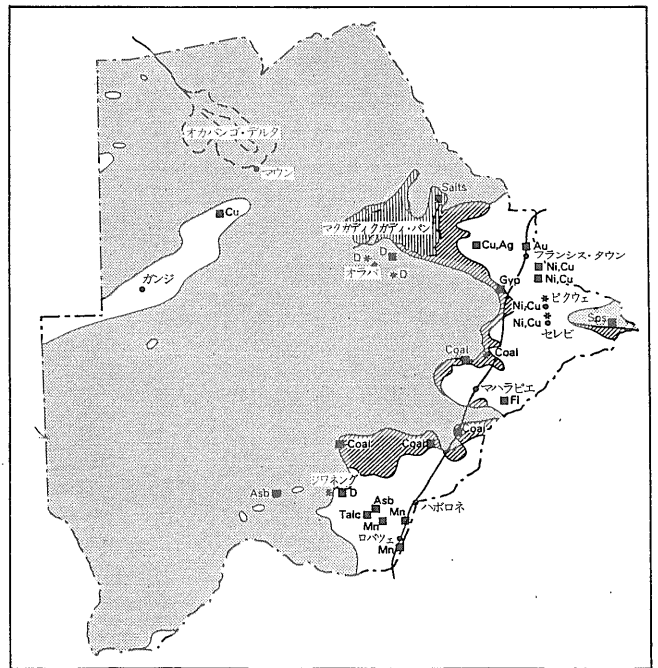 オカバンゴ・デルタ
マウン
Cu
ガンジ
Salts
マクガディクガディ・パン
Cu,Ag
Au
フランシス・タウン
Ni,Cu
Ni,Cu
D
D
オラパ
D
Gyp
ピクウェ
Ni,Cu
Ni,Cu
セレビ
Sps
Coal
Coal
マハラピエ
Fl
Coal
Coal
Coal
ジワネング
D
Asb
Asb
Talc
Mn
Mn
ハボロネ
ロバツェ
Mn